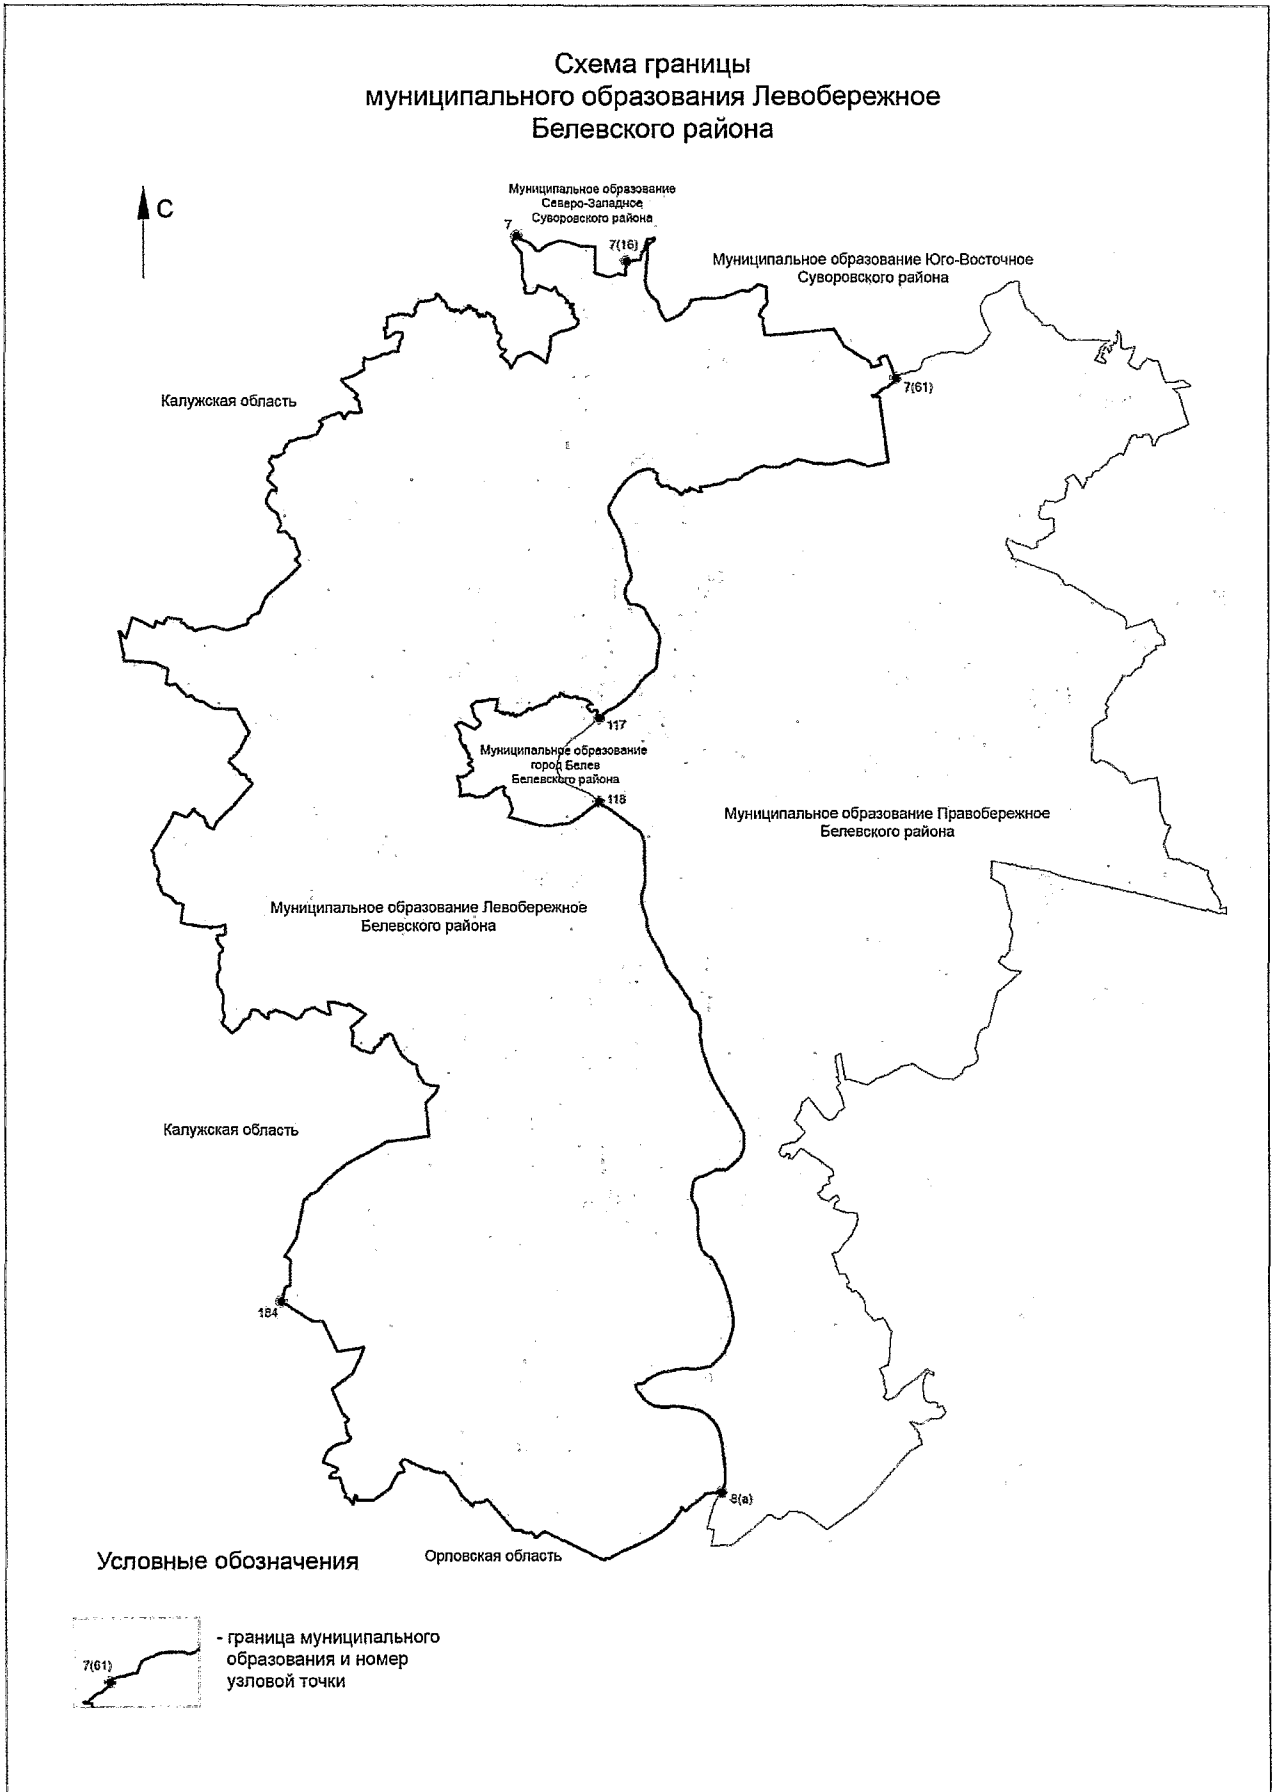 Схема границы
муниципального образования Левобережное
Белевского района
С
Муниципальное образование
Северо-Западное
Суворовского района
7
7(16)
Муниципальное образование Юго-Восточное
Суворовского района
7(61)
Калужская область
117
Муниципальное образование
город Белев
Белевского района
118
Муниципальное образование Правобережное
Белевского района
Муниципальное образование Левобережное
Белевского района
Калужская область
184
8(а)
Орловская область
Условные обозначения
7(61)
- граница муниципального
образования и номер
узловой точки